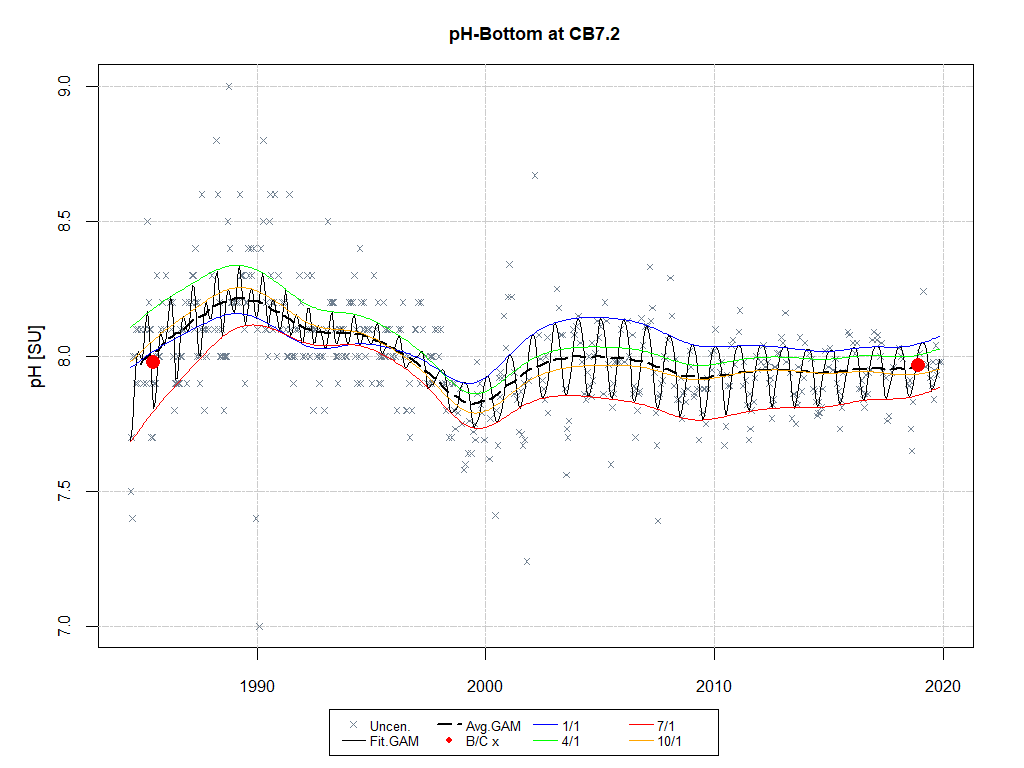 pH-Bottom at CB7.2
pH [SU]
9.0
8.5
8.0
7.5
7.0
1990 2000 2010 2020
Uncen. Avg.GAM 1/1 7/1
Fit.GAM B/C x 4/1 10/1